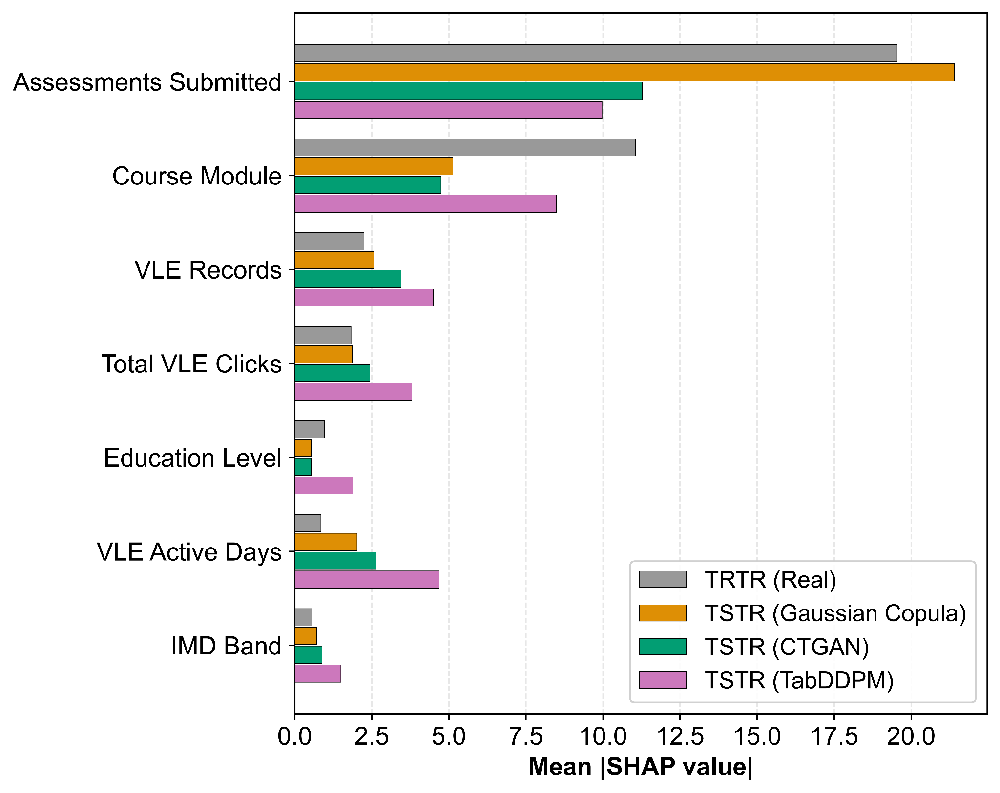 Assessments Submitted
Course Module
VLE Records
Total VLE Clicks
Education Level
VLE Active Days
IMD Band
TRTR (Real)
TSTR (Gaussian Copula)
TSTR (CTGAN)
TSTR (TabDDPM)
0.0 2.5 5.0 7.5 10.0 12.5 15.0 17.5 20.0
Mean |SHAP value|